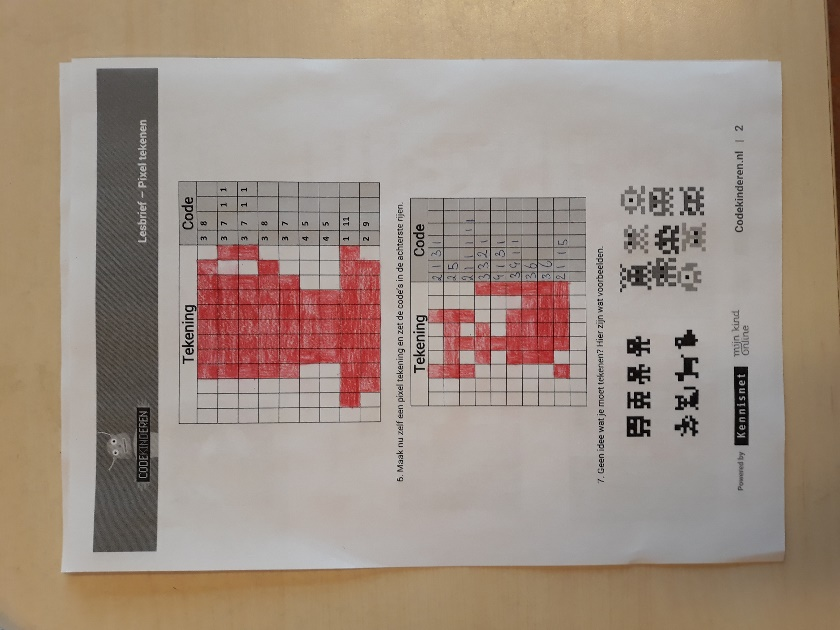 CODEKINDEREN
Lesbrief – Pixel tekenen
Tekening Code
3 8
3 7 1 1
3 7 1 1
3 8
3 7
4 5
4 5
1 11
2 9
6. Maak nu zelf een pixel tekening en zet de code's in de achterste rijen.
Tekening Code
2 1 3 1
2 5
2 1 1 1 1 1
3 3 2 1
4 1 3 1
3 4 1 1
3 6
3 6
2 1 1 5
7. Geen idee wat je moet tekenen? Hier zijn wat voorbeelden.
Powered by Kennisnet mijn kind online
Codekinderen.nl | 2